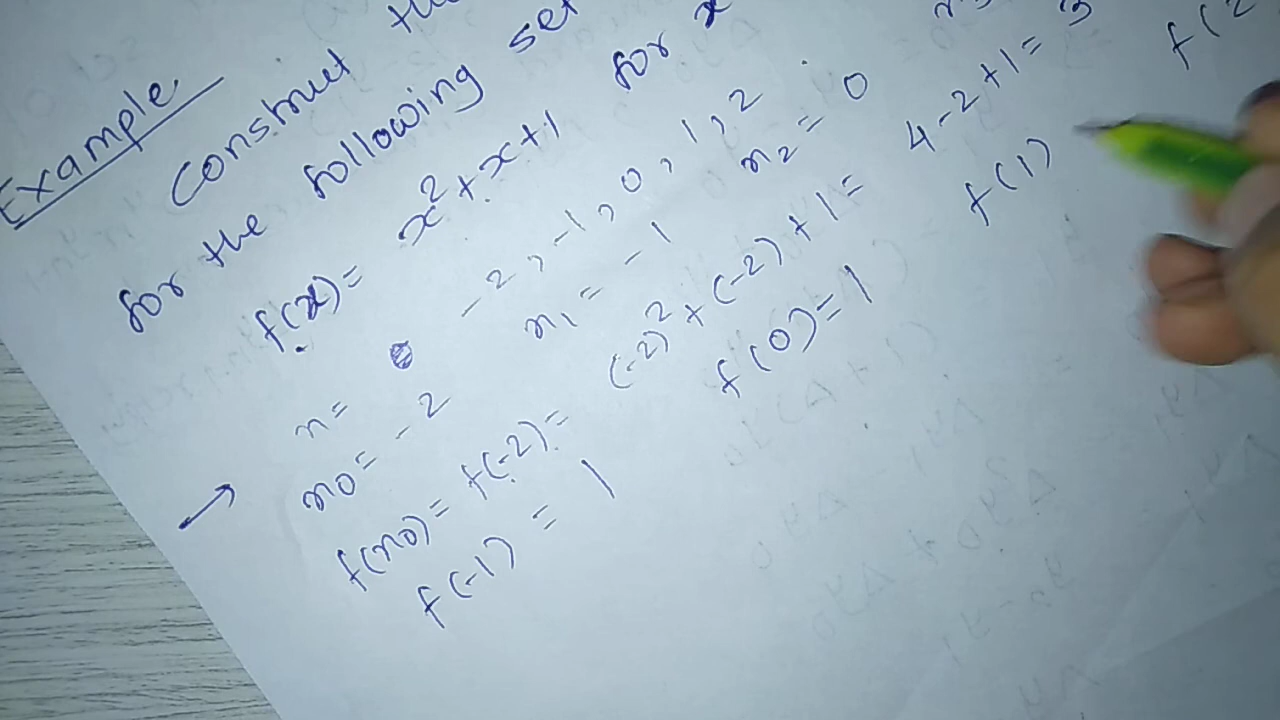 Example
Construct the
for the following set
f(x) = x² + x + 1 for x
n = -2, -1, 0, 1, 2
x0 = -2 x1 = -1 x2 = 0
f(x0) = f(-2) = (-2)² + (-2) + 1 = 4-2+1 = 3
f(-1) = 1 f(0) = 1 f(1) f(2